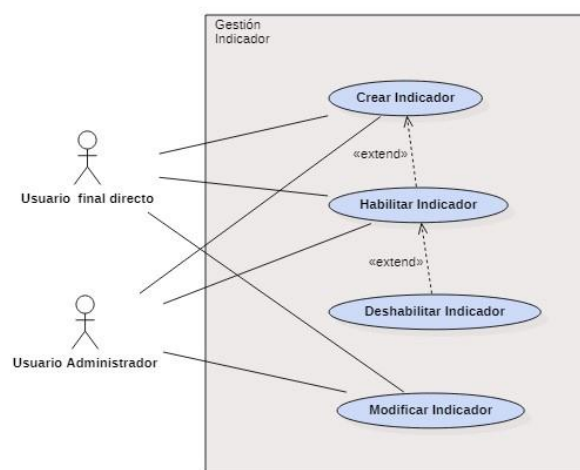 Gestión
Indicador
Crear Indicador
«extend»
Usuario final directo
Habilitar Indicador
«extend»
Deshabilitar Indicador
Usuario Administrador
Modificar Indicador